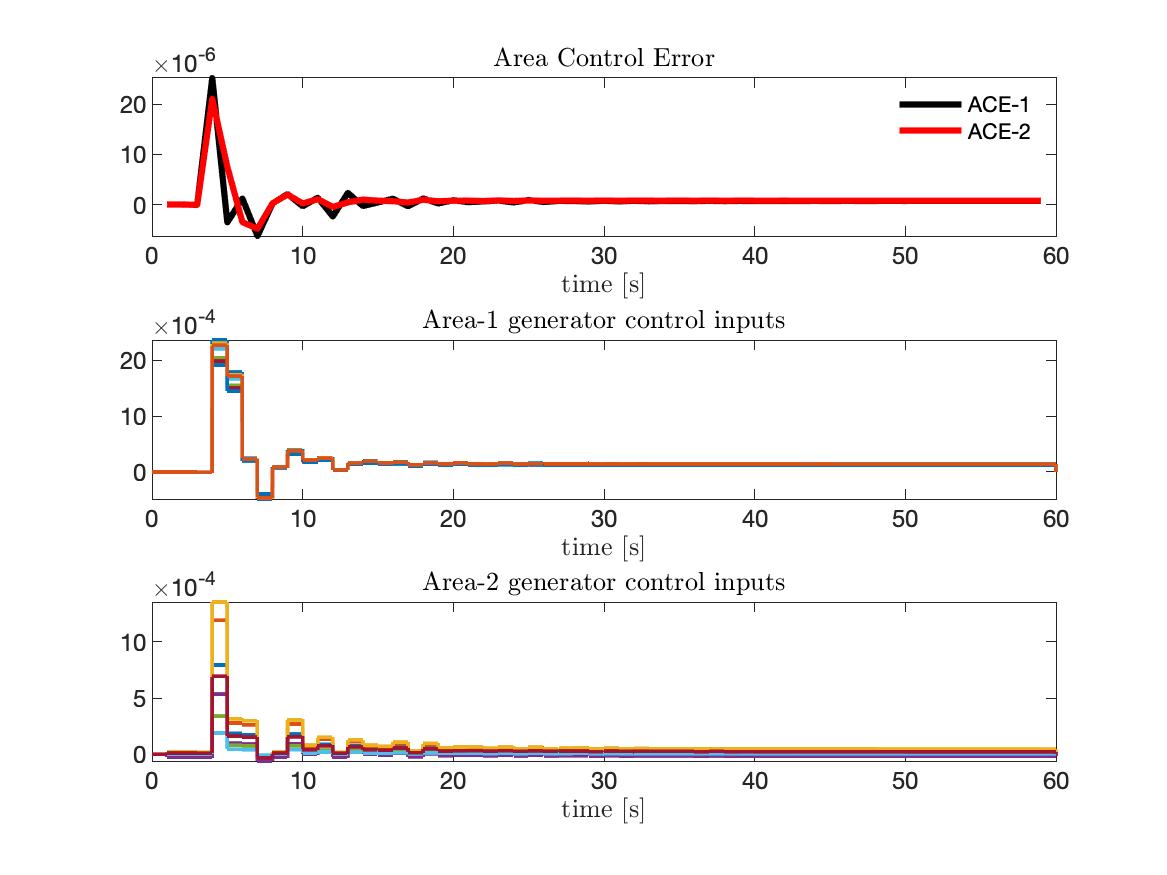 Area Control Error
×10-6
20
10
0
ACE-1
ACE-2
0 10 20 30 40 50 60
time [s]
Area-1 generator control inputs
×10-4
20
10
0
0 10 20 30 40 50 60
time [s]
Area-2 generator control inputs
×10-4
10
5
0
0 10 20 30 40 50 60
time [s]